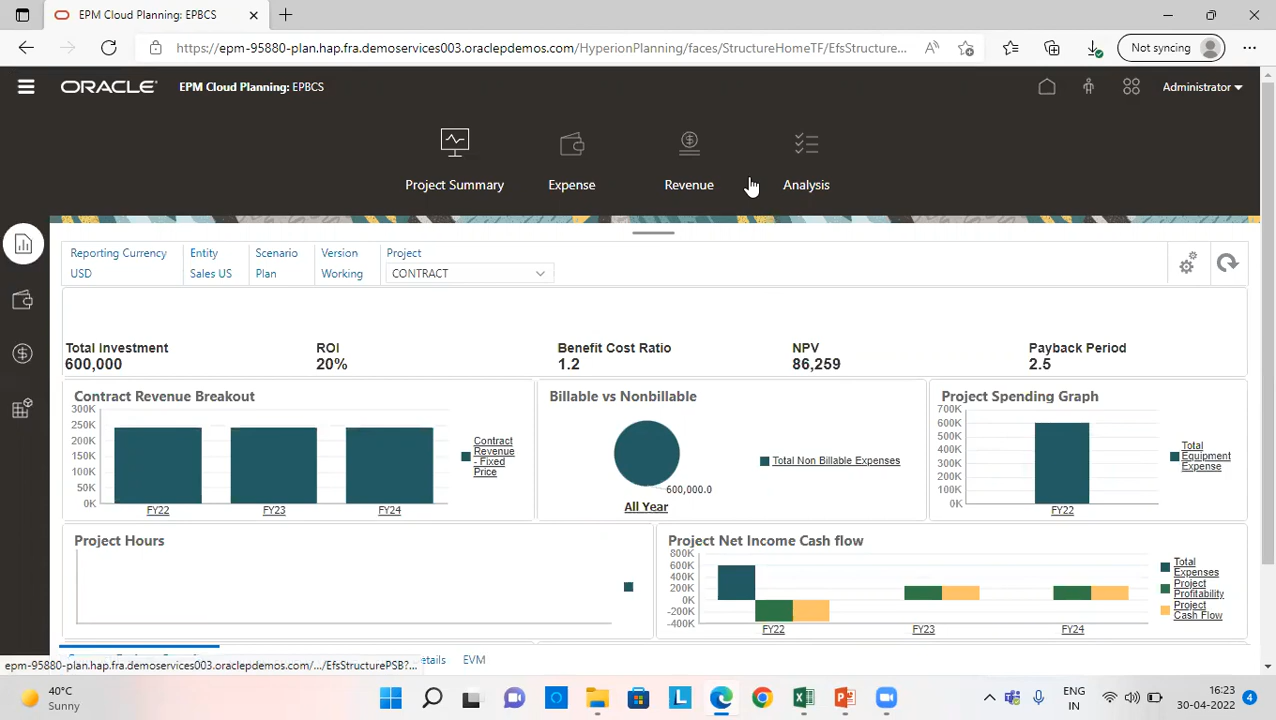 EPM Cloud Planning: EPBCS
https://epm-95880-plan.hap.fra.demoservices003.oraclepdemos.com/HyperionPlanning/faces/StructureHomeTF/EfsStructure...
Not syncing
ORACLE
EPM Cloud Planning: EPBCS
Administrator
Project Summary
Expense
Revenue
Analysis
Reporting Currency
Entity
Scenario
Version
Project
USD
Sales US
Plan
Working
CONTRACT
Total Investment
ROI
Benefit Cost Ratio
NPV
Payback Period
600,000
20%
1.2
86,259
2.5
Contract Revenue Breakout
300K
250K
200K
150K
100K
50K
0K
FY22
FY23
FY24
Contract
Revenue
- Fixed
Price
Billable vs Nonbillable
600,000.0
All Year
Total Non Billable Expenses
Project Spending Graph
700K
600K
500K
400K
300K
200K
100K
0K
FY22
Total
Equipment
Expense
Project Hours
Project Net Income Cash flow
800K
600K
400K
200K
0K
-200K
-400K
FY22
FY23
FY24
Total
Expenses
Project
Profitability
Project
Cash Flow
epm-95880-plan.hap.fra.demoservices003.oraclepdemos.com/.../EfsStructurePSB?...
etails
EVM
40°C
Sunny
ENG
IN
16:23
30-04-2022
4